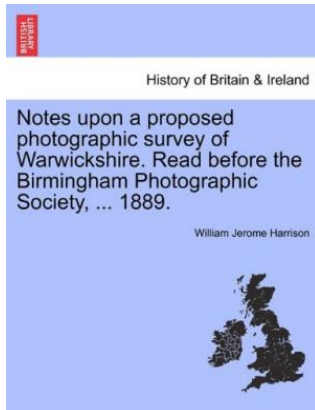 BRITISH
LIBRARY
History of Britain & Ireland
Notes upon a proposed
photographic survey of
Warwickshire. Read before the
Birmingham Photographic
Society, ... 1889.
William Jerome Harrison